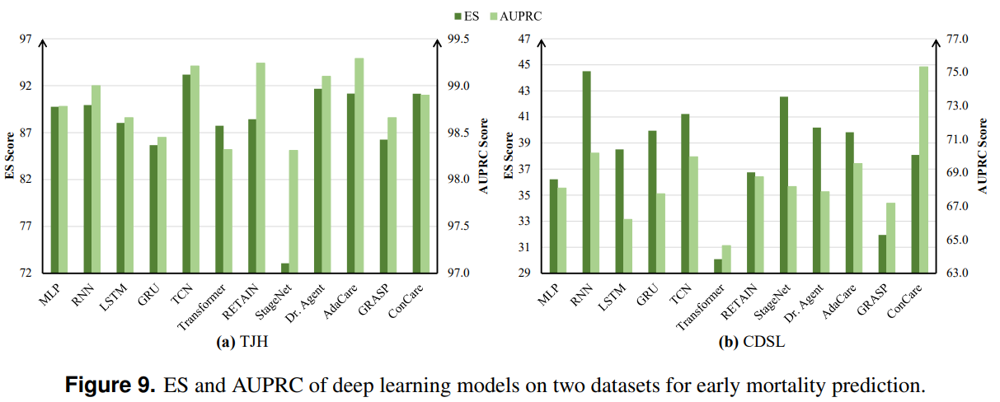 ES AUPRC
97
92
87
82
77
72
ES Score
99.5
99.0
98.5
98.0
97.5
97.0
AUPRC Score
MLP
RNN
LSTM
GRU
TCN
Transformer
RETAIN
StageNet
Dr. Agent
AdaCare
GRASP
ConCare
(a) TJH
47
45
43
41
39
37
35
33
31
29
ES Score
77.0
75.0
73.0
71.0
69.0
67.0
65.0
63.0
AUPRC Score
MLP
RNN
LSTM
GRU
TCN
Transformer
RETAIN
StageNet
Dr. Agent
AdaCare
GRASP
ConCare
(b) CDSL
Figure 9. ES and AUPRC of deep learning models on two datasets for early mortality prediction.